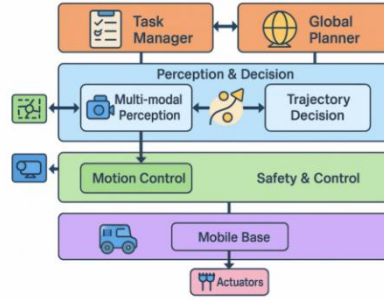 Task
Manager
Global
Planner
Perception & Decision
Multi-modal
Perception
Trajectory
Decision
Motion Control
Safety & Control
Mobile Base
Actuators